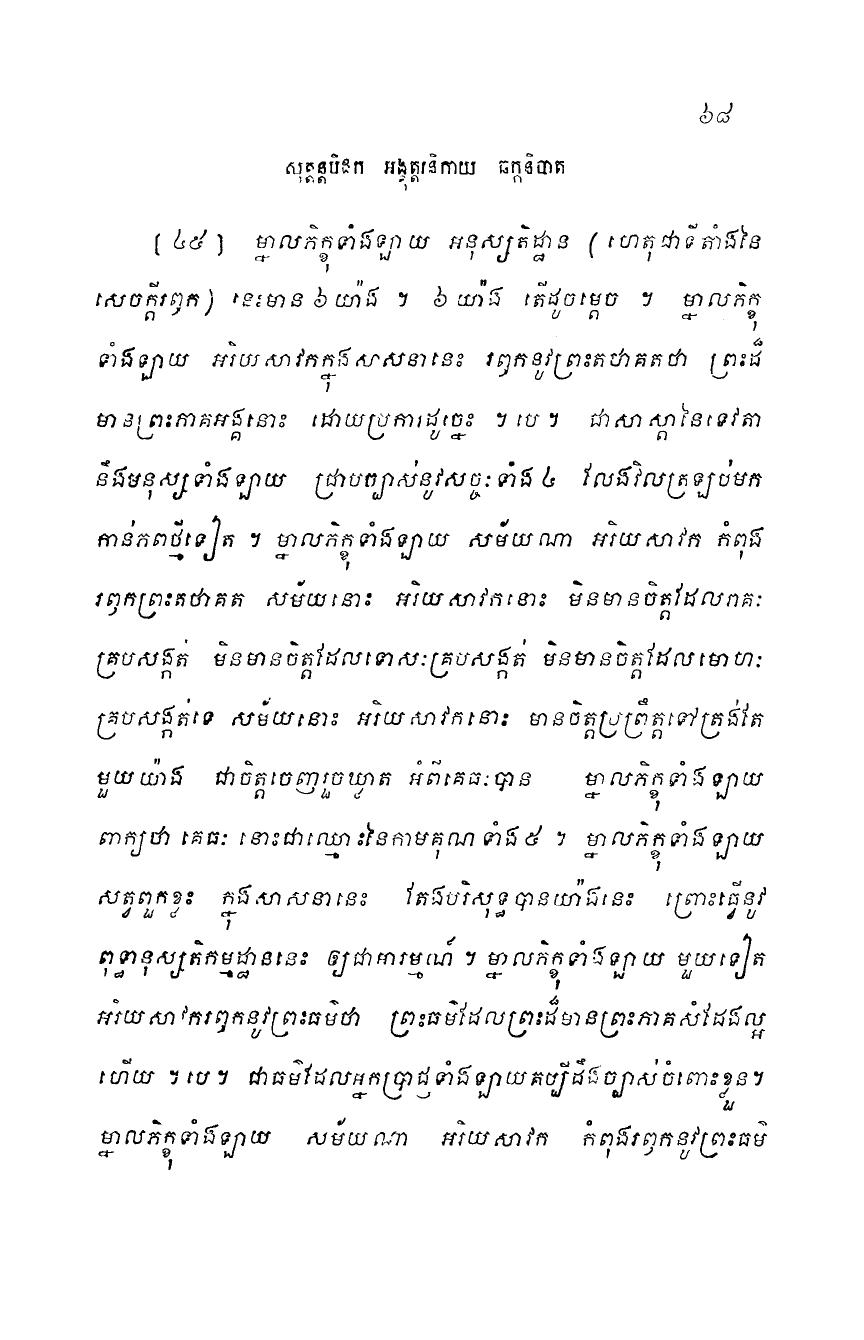 ៦៨
សុត្តន្តបិដក អង្គុត្តរនិកាយ ឆក្កនិបាត
[ ៤៥ ] ម្នាលភិក្ខុទាំងឡាយ អនុស្សតិដ្ឋាន ( ហេតុជាទីតាំងនៃ
សេចក្តីរឭក) នេះមាន ៦ យ៉ាង ។ ៦ យ៉ាង តើដូចម្តេច ។ ម្នាលភិក្ខុ
ទាំងឡាយ អរិយសាវកក្នុងសាសនានេះ រឭកនូវព្រះតថាគតថា ព្រះដ៏
មានព្រះភាគអង្គនោះ ដោយប្រការដូច្នេះ ។ បេ ។ ជាសាស្តានៃទេវតា
និងមនុស្សទាំងឡាយ ជ្រាបច្បាស់នូវសច្ចៈទាំង ៤ លែងវិលត្រឡប់មក
កាន់ភពថ្មីទៀត ។ ម្នាលភិក្ខុទាំងឡាយ សម័យណា អរិយសាវក កំពុង
រឭកព្រះតថាគត សម័យនោះ អរិយសាវកនោះ មិនមានចិត្តដែលរាគៈ
គ្របសង្កត់ មិនមានចិត្តដែលទោសៈគ្របសង្កត់ មិនមានចិត្តដែលមោហៈ
គ្របសង្កត់ទេ សម័យនោះ អរិយសាវកនោះ មានចិត្តប្រព្រឹត្តទៅត្រង់តែ
មួយយ៉ាង ជាចិត្តចេញរួចឃ្លាត អំពីគេធៈបាន ម្នាលភិក្ខុទាំងឡាយ
ពាក្យថា គេធៈ នោះជាឈ្មោះនៃកាមគុណទាំង ៥ ។ ម្នាលភិក្ខុទាំងឡាយ
សត្វពួកខ្លះ ក្នុងសាសនានេះ តែងបរិសុទ្ធបានយ៉ាងនេះ ព្រោះធ្វើនូវ
ពុទ្ធានុស្សតិកម្មដ្ឋាននេះ ឲ្យជាអារម្មណ៍ ។ ម្នាលភិក្ខុទាំងឡាយ មួយទៀត
អរិយសាវករឭកនូវព្រះធម៌ថា ព្រះធម៌ដែលព្រះដ៏មានព្រះភាគសំដែងល្អ
ហើយ ។ បេ ។ ជាធម៌ដែលអ្នកប្រាជ្ញទាំងឡាយគប្បីដឹងច្បាស់ចំពោះខ្លួន ។
ម្នាលភិក្ខុទាំងឡាយ សម័យណា អរិយសាវក កំពុងរឭកនូវព្រះធម៌